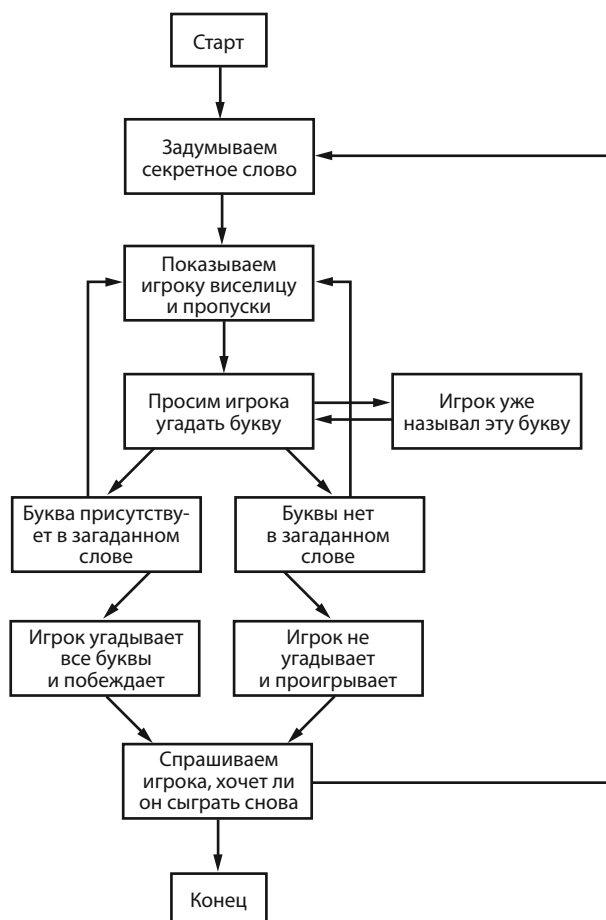 Старт
Задумываем
секретное слово
Показываем
игроку виселицу
и пропуски
Просим игрока
угадать букву
Игрок уже
называл эту букву
Буква присутству-
ет в загаданном
слове
Буквы нет
в загаданном
слове
Игрок угадывает
все буквы
и побеждает
Игрок не
угадывает
и проигрывает
Спрашиваем
игрока, хочет ли
он сыграть снова
Конец